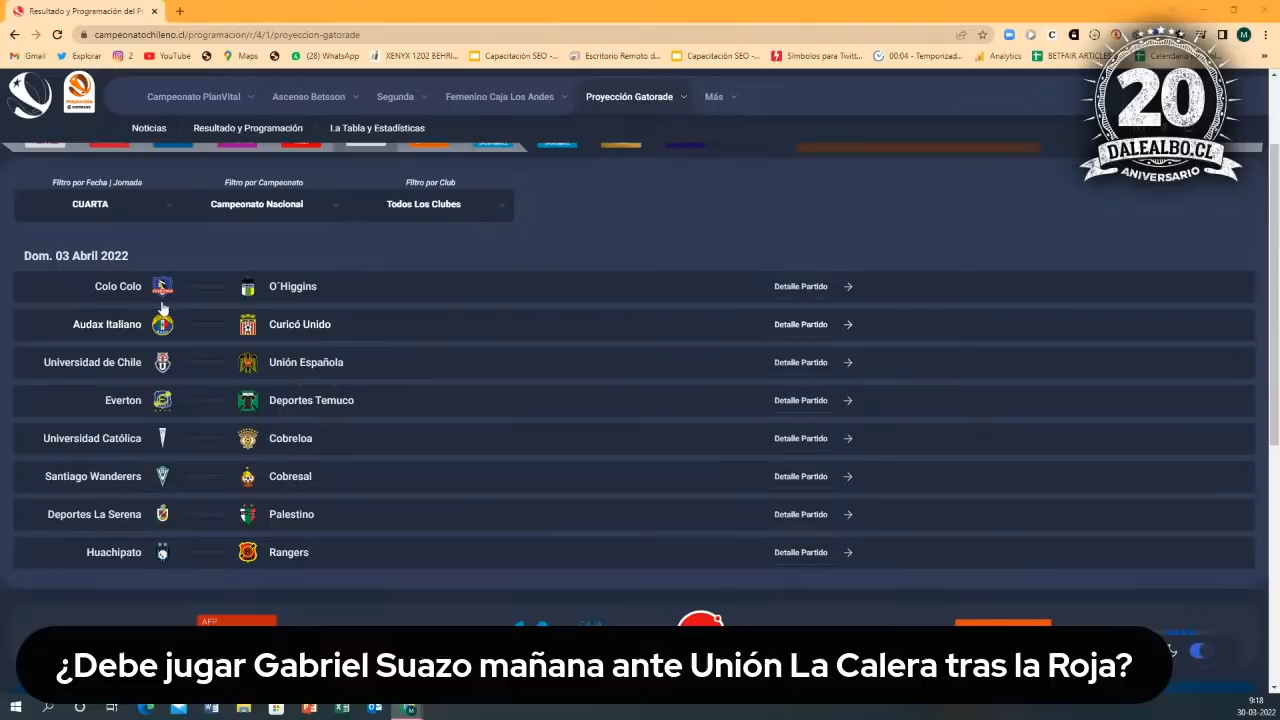 Resultado y Programación del Pr
campeonatochileno.cl/programacion/r/4/1/proyeccion-gatorade
Gmail
Explorar
2
YouTube
Maps
(28) WhatsApp
XENYX 1202 BEHRI...
Capacitación SEO -...
Escritorio Remoto d...
Capacitación SEO -...
Símbolos para Twitt...
00:04 - Temporizad...
Analytics
BETFAIR ARTICLE
Calendario
M
20
DALEALBO.CL
ANIVERSARIO
Proyección
Campeonato PlanVital
Ascenso Betsson
Segunda
Femenino Caja Los Andes
Proyección Gatorade
Más
Noticias
Resultado y Programación
La Tabla y Estadísticas
Filtro por Fecha | Jornada
Filtro por Campeonato
Filtro por Club
CUARTA
Campeonato Nacional
Todos Los Clubes
Dom. 03 Abril 2022
Colo Colo O´Higgins Detalle Partido →
Audax Italiano Curicó Unido Detalle Partido →
Universidad de Chile Unión Española Detalle Partido →
Everton Deportes Temuco Detalle Partido →
Universidad Católica Cobreloa Detalle Partido →
Santiago Wanderers Cobresal Detalle Partido →
Deportes La Serena Palestino Detalle Partido →
Huachipato Rangers Detalle Partido →
AFP
CAJA
¿Debe jugar Gabriel Suazo mañana ante Unión La Calera tras la Roja?
9:18
30-03-2022